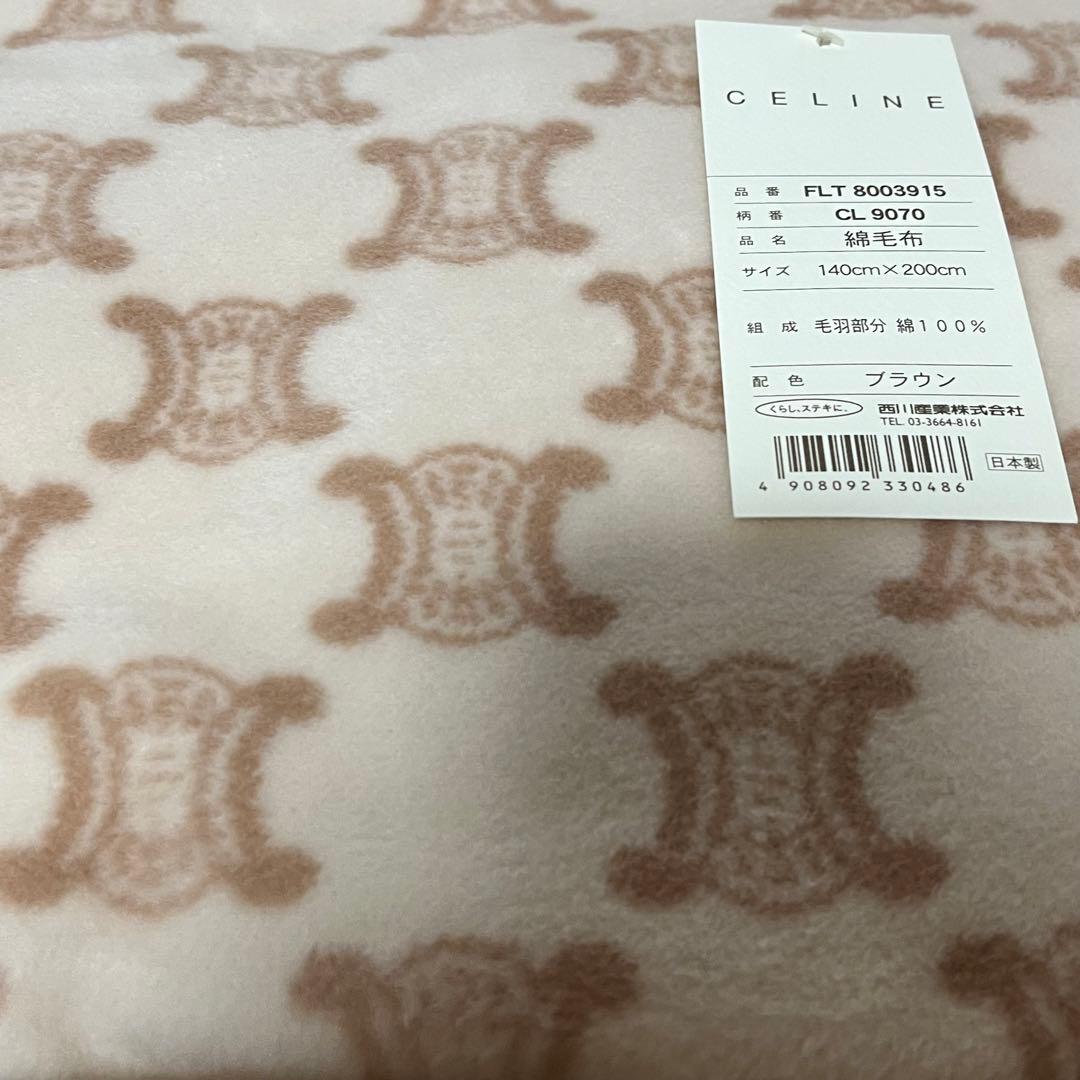 CELINE
品番 FLT 8003915
柄番 CL 9070
品名 綿毛布
サイズ 140cm×200cm
組成 毛羽部分 綿100%
配色 ブラウン
くらし、ステキに。 西川産業株式会社
TEL. 03-3664-8161
日本製
4 908092 330486